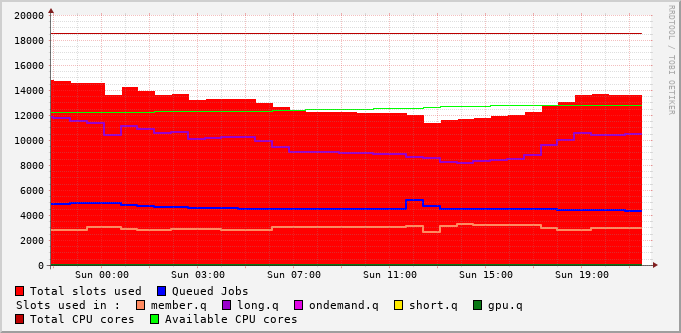 20000
18000
16000
14000
12000
10000
8000
6000
4000
2000
0
Sun 00:00 Sun 03:00 Sun 07:00 Sun 11:00 Sun 15:00 Sun 19:00
Total slots used Queued Jobs
Slots used in : member.q long.q ondemand.q short.q gpu.q
Total CPU cores Available CPU cores
RRDTOOL / TOBI OETIKER